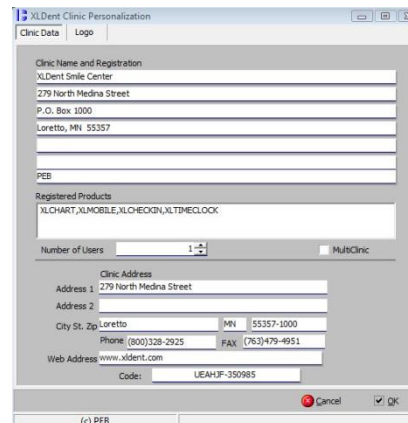 XLDent Clinic Personalization
Clinic Data Logo
Clinic Name and Registration
XLDent Smile Center
279 North Medina Street
P.O. Box 1000
Loretto, MN 55357
PEB
Registered Products
XLCHART,XLMOBILE,XLCHECKIN,XLTIMECLOCK
Number of Users 1 MultiClinic
Clinic Address
Address 1 279 North Medina Street
Address 2
City St. Zip Loretto MN 55357-1000
Phone (800)328-2925 FAX (763)479-4951
Web Address www.xldent.com
Code: UEAHJF-350985
Cancel OK
(c) PEB